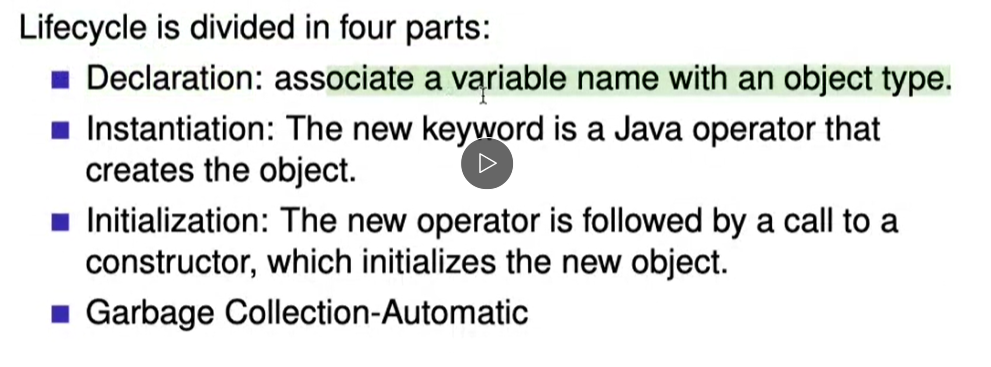 Lifecycle is divided in four parts:
Declaration: associate a variable name with an object type.
Instantiation: The new keyword is a Java operator that
creates the object.
Initialization: The new operator is followed by a call to a
constructor, which initializes the new object.
Garbage Collection-Automatic